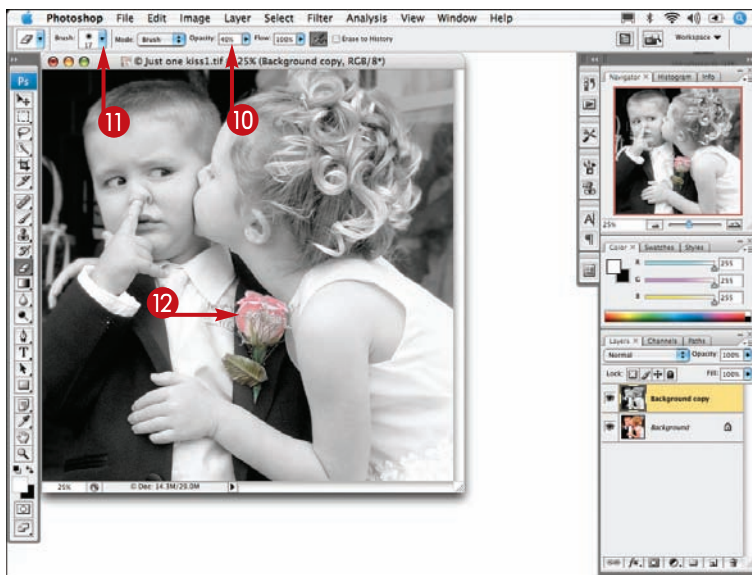 Photoshop File Edit Image Layer Select Filter Analysis View Window Help
Brush: 17 Mode: Brush Opacity: 40% Flow: 100% Erase to History Workspace
11
10
© Just one kiss1.tif @ 25% (Background copy, RGB/8*)
Ps
Navigator × Histogram Info
25%
12
Color × Swatches Styles
R 255
G 255
B 255
Layers × Channels Paths
Normal Opacity: 100%
Lock: Fill: 100%
Background copy
Background
25% © Doc: 14.3M/29.0M